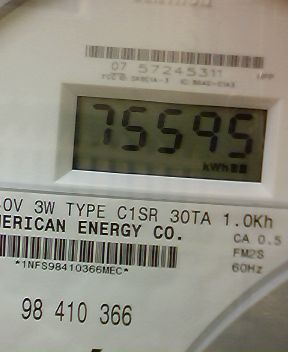 07 57245311
75595
kWh
0V 3W TYPE C1SR 30TA 1.0Kh
MERICAN ENERGY CO.
CA 0.5
FM2S
*1NFS98410366MEC*
60Hz
98 410 366